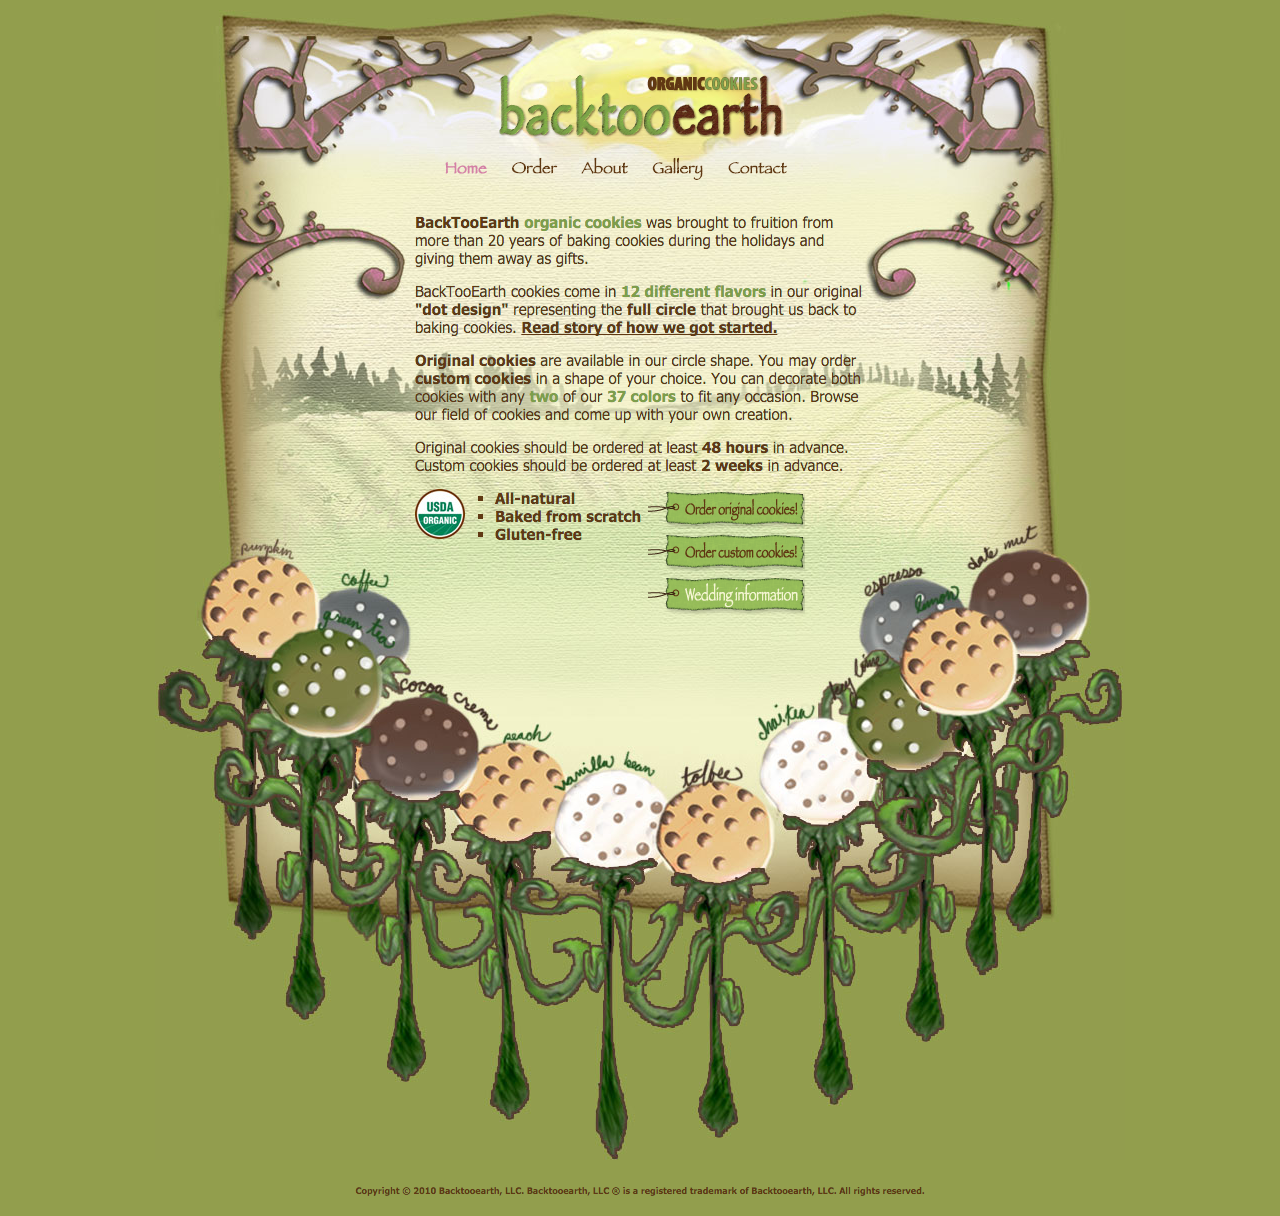 ORGANICCOOKIES
backtooearth
Home Order About Gallery Contact
BackTooEarth organic cookies was brought to fruition from
more than 20 years of baking cookies during the holidays and
giving them away as gifts.
BackTooEarth cookies come in 12 different flavors in our original
"dot design" representing the full circle that brought us back to
baking cookies. Read story of how we got started.
Original cookies are available in our circle shape. You may order
custom cookies in a shape of your choice. You can decorate both
cookies with any two of our 37 colors to fit any occasion. Browse
our field of cookies and come up with your own creation.
Original cookies should be ordered at least 48 hours in advance.
Custom cookies should be ordered at least 2 weeks in advance.
USDA
ORGANIC
All-natural
Baked from scratch
Gluten-free
Order original cookies!
Order custom cookies!
Wedding information
pumpkin
coffee
green tea
cocoa creme
peach
vanilla bean
toffee
chai tea
key lime
espresso
lemon
date nut
Copyright © 2010 Backtooearth, LLC. Backtooearth, LLC ® is a registered trademark of Backtooearth, LLC. All rights reserved.